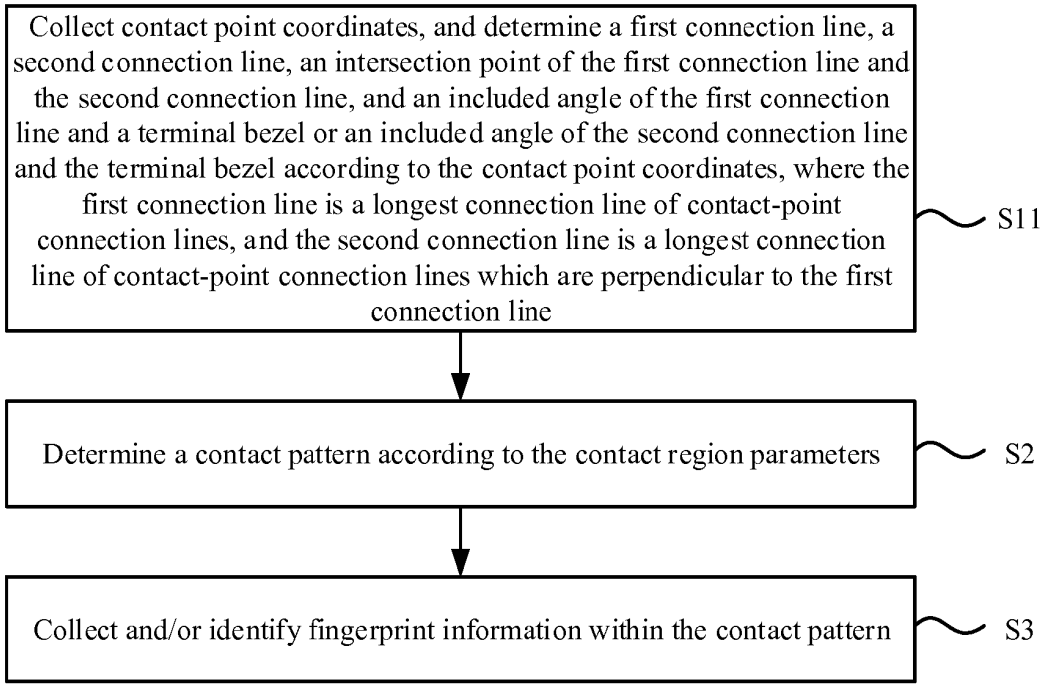 Collect contact point coordinates, and determine a first connection line, a
second connection line, an intersection point of the first connection line and
the second connection line, and an included angle of the first connection
line and a terminal bezel or an included angle of the second connection line
and the terminal bezel according to the contact point coordinates, where the
first connection line is a longest connection line of contact-point
connection lines, and the second connection line is a longest connection
line of contact-point connection lines which are perpendicular to the first
connection line
S11
Determine a contact pattern according to the contact region parameters
S2
Collect and/or identify fingerprint information within the contact pattern
S3